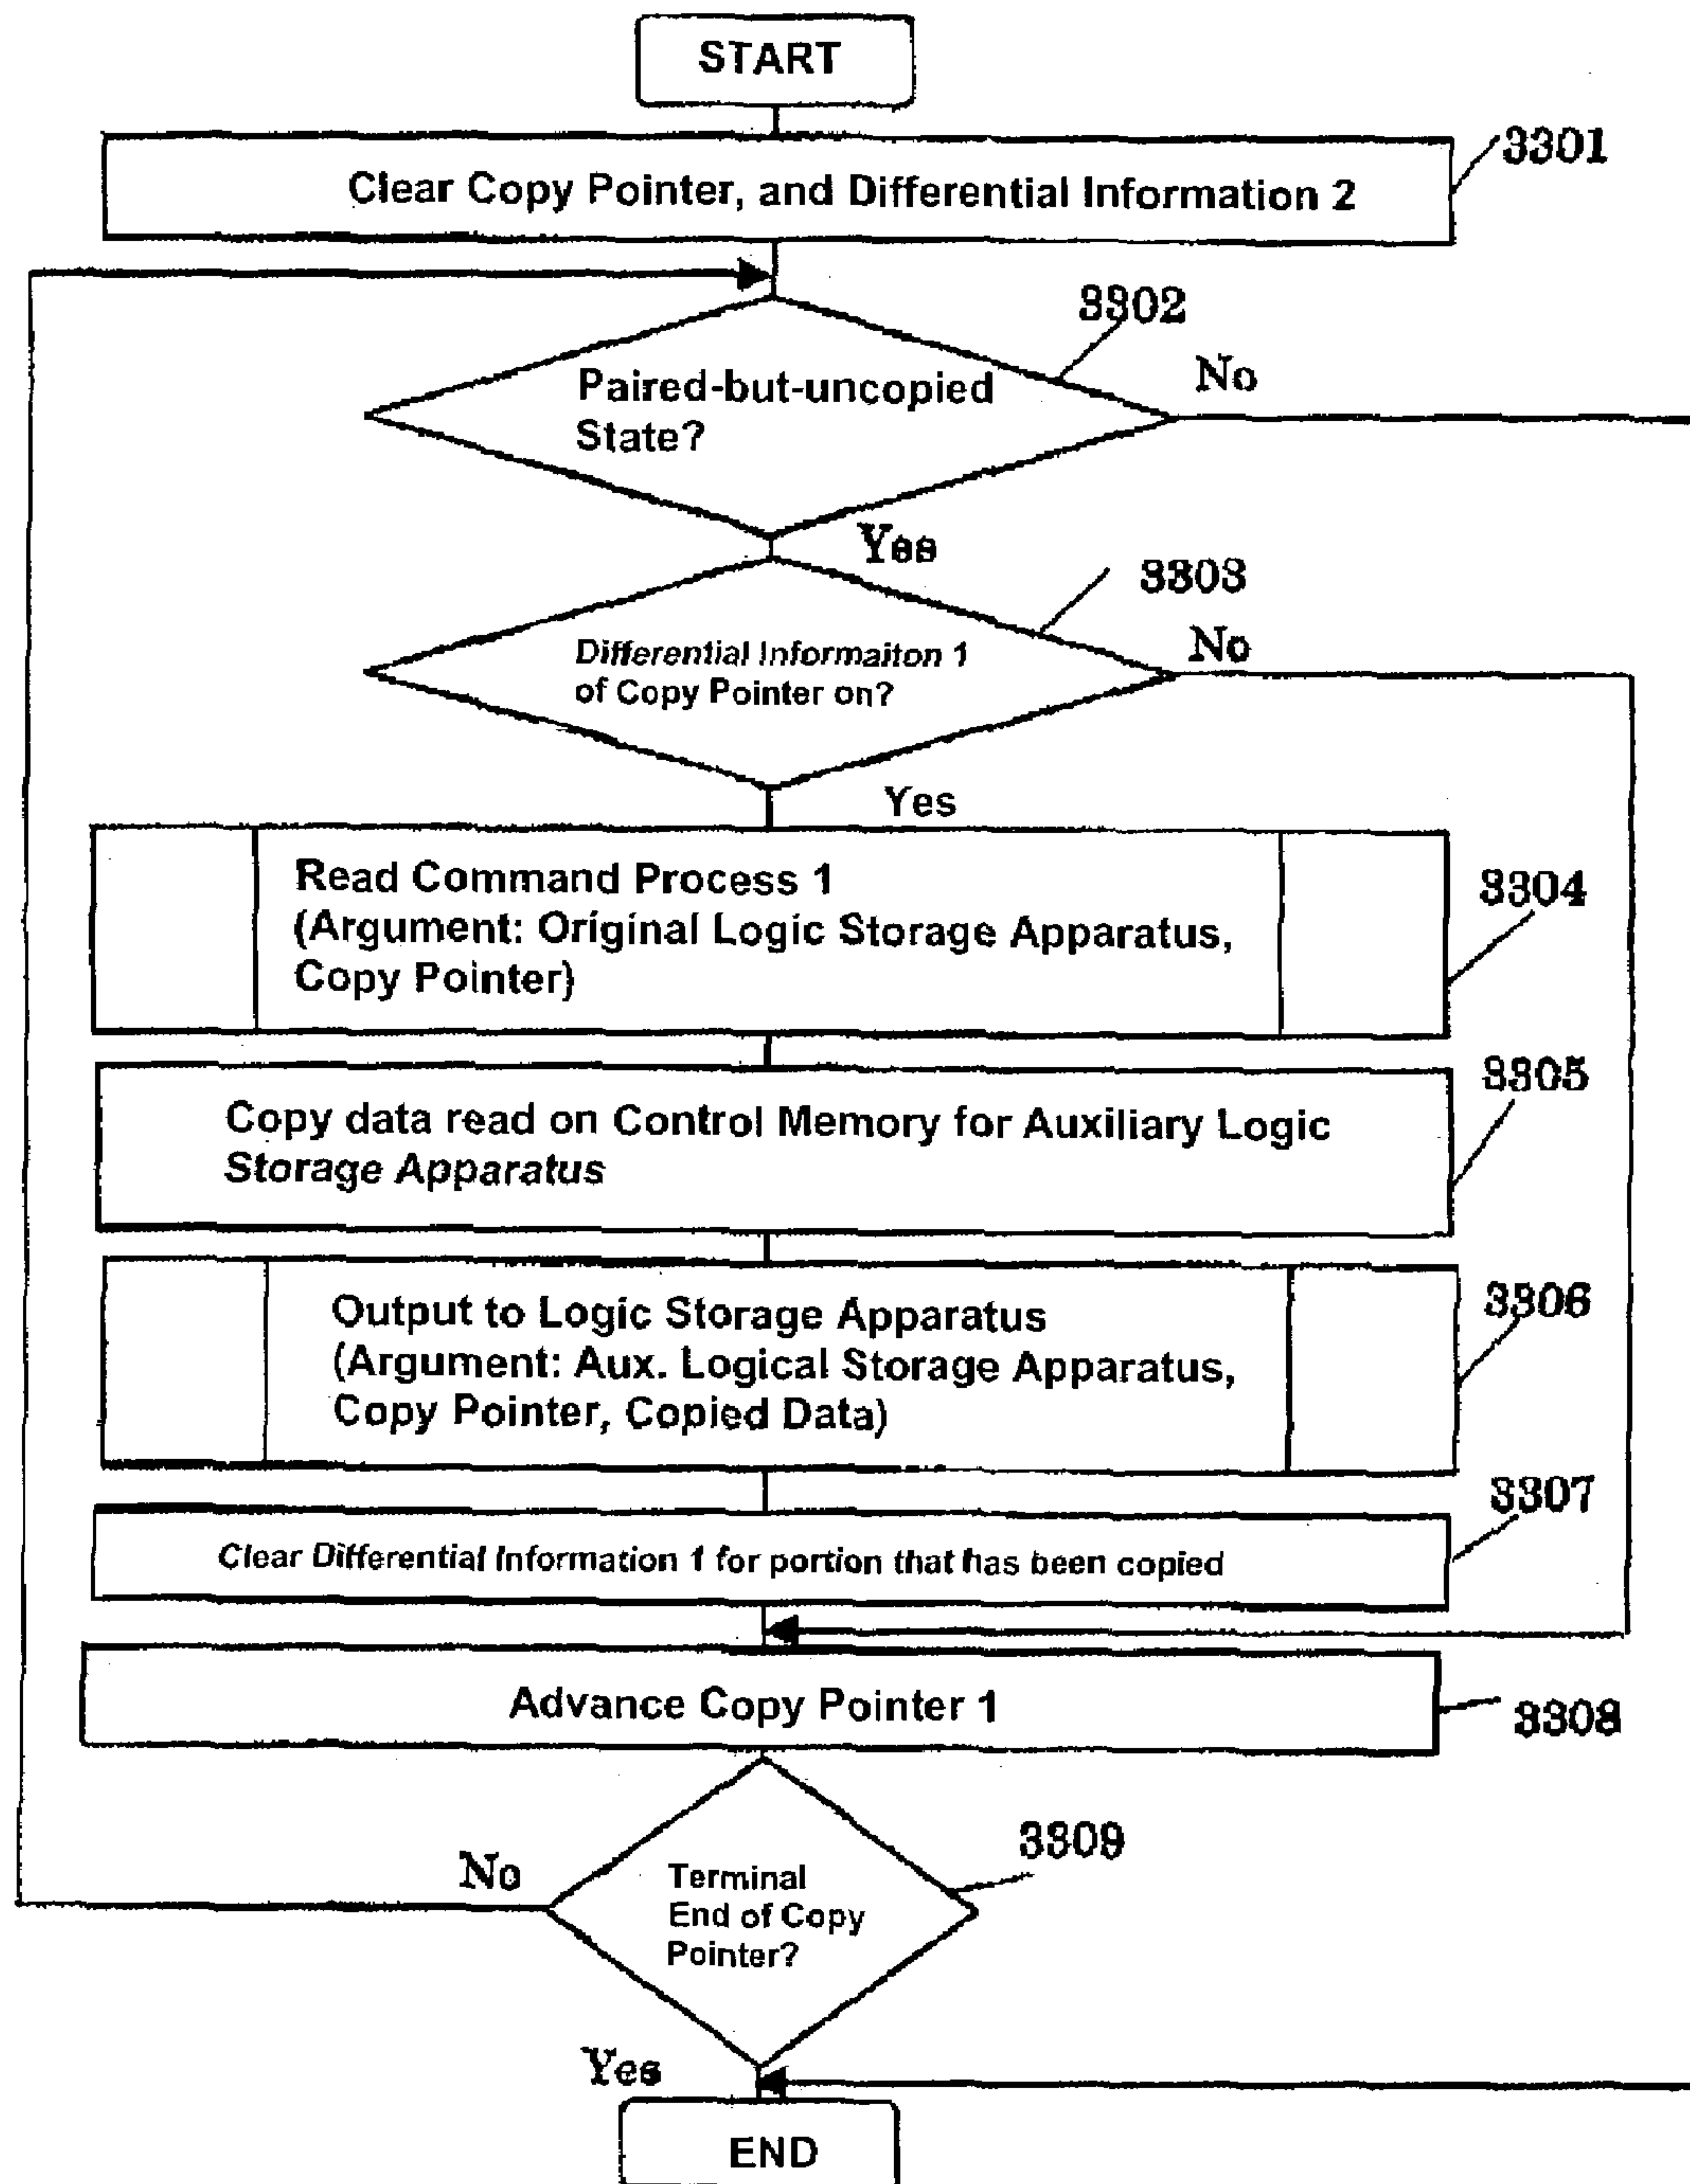 START
3301
Clear Copy Pointer, and Differential Information 2
3302
No
Paired-but-uncopied
State?
Yes
3303
No
Differential Informaiton 1
of Copy Pointer on?
Yes
Read Command Process 1
(Argument: Original Logic Storage Apparatus,
Copy Pointer)
3304
3305
Copy data read on Control Memory for Auxiliary Logic
Storage Apparatus
3306
Output to Logic Storage Apparatus
(Argument: Aux. Logical Storage Apparatus,
Copy Pointer, Copied Data)
3307
Clear Differential Information 1 for portion that has been copied
Advance Copy Pointer 1
3308
3309
No
Terminal
End of Copy
Pointer?
Yes
END